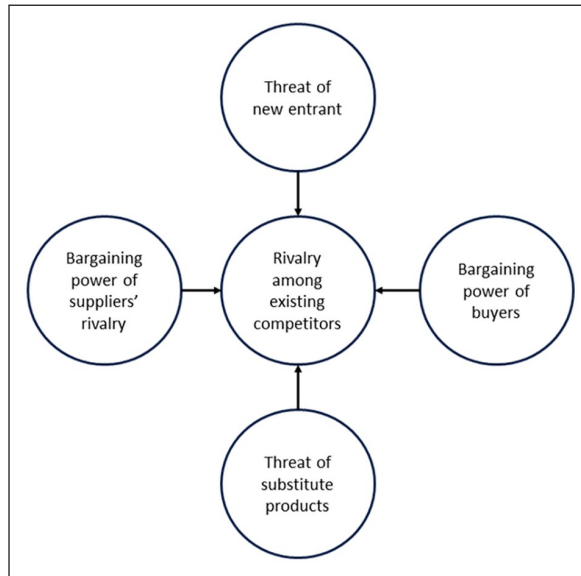 Threat of
new entrant
Bargaining
power of
suppliers’
rivalry
Rivalry
among
existing
competitors
Bargaining
power of
buyers
Threat of
substitute
products